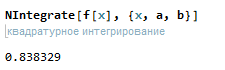 NIntegrate[f[x], {x, a, b}]
квадратурное интегрирование
0.838329